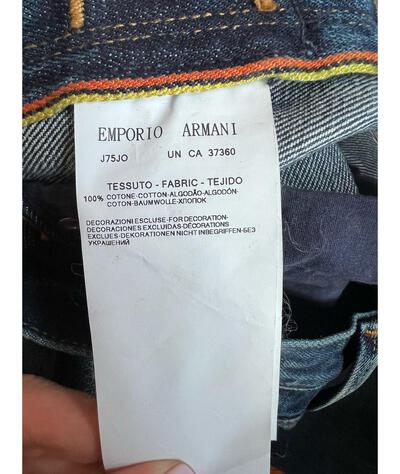 EMPORIO ARMANI
J75JO UN CA 37360
TESSUTO - FABRIC - TEJIDO
100% COTONE-COTTON-ALGODÃO-ALGODÓN-
COTON-BAUMWOLLE-ХЛОПОК
DECORAZIONI ESCLUSE-FOR DECORATION-
DECORACIONES EXCLUIDAS-DÉCORATIONS
EXCLUES-DEKORATIONEN NICHT INBEGRIFFEN-БЕЗ
УКРАШЕНИЙ